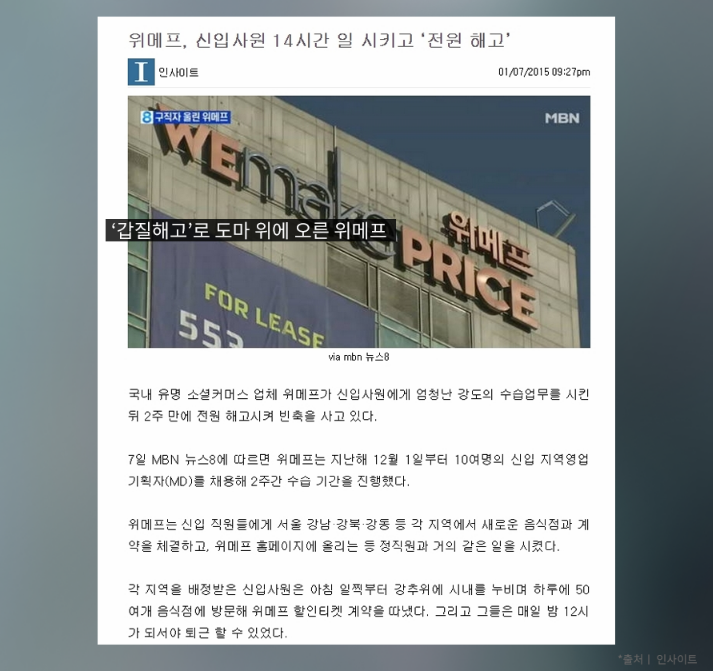 위메프, 신입사원 14시간 일 시키고 ‘전원 해고’
I 인사이트
01/07/2015 09:27pm
8 구직자 울린 위메프
MBN
WEmake
위메프
PRICE
‘갑질해고’로 도마 위에 오른 위메프
FOR LEASE
553
via mbn 뉴스8
국내 유명 소셜커머스 업체 위메프가 신입사원에게 엄청난 강도의 수습업무를 시킨
뒤 2주 만에 전원 해고시켜 빈축을 사고 있다.
7일 MBN 뉴스8에 따르면 위메프는 지난해 12월 1일부터 10여명의 신입 지역영업
기획자(MD)를 채용해 2주간 수습 기간을 진행했다.
위메프는 신입 직원들에게 서울 강남·강북·강동 등 각 지역에서 새로운 음식점과 계
약을 체결하고, 위메프 홈페이지에 올리는 등 정직원과 거의 같은 일을 시켰다.
각 지역을 배정받은 신입사원은 아침 일찍부터 강추위에 시내를 누비며 하루에 50
여개 음식점에 방문해 위메프 할인티켓 계약을 따냈다. 그리고 그들은 매일 밤 12시
가 되서야 퇴근 할 수 있었다.
*출처 | 인사이트